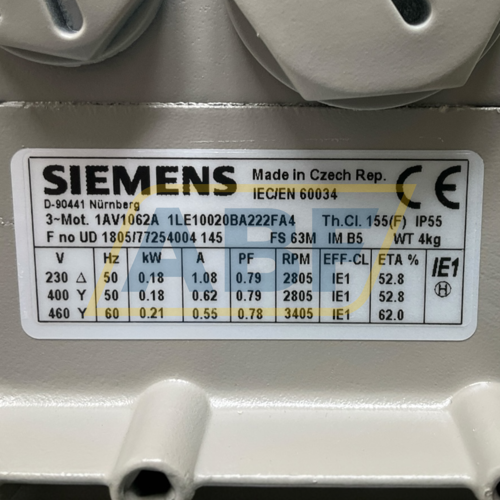 SIEMENS Made in Czech Rep. CE
D-90441 Nürnberg IEC/EN 60034
3~Mot. 1AV1062A 1LE10020BA222FA4 Th.Cl. 155(F) IP55
F no UD 1805/77254004 145 FS 63M IM B5 WT 4kg
V Hz kW A PF RPM EFF-CL ETA % IE1
230 Δ 50 0.18 1.08 0.79 2805 IE1 52.8 H
400 Y 50 0.18 0.62 0.79 2805 IE1 52.8
460 Y 60 0.21 0.55 0.78 3405 IE1 62.0
ABF